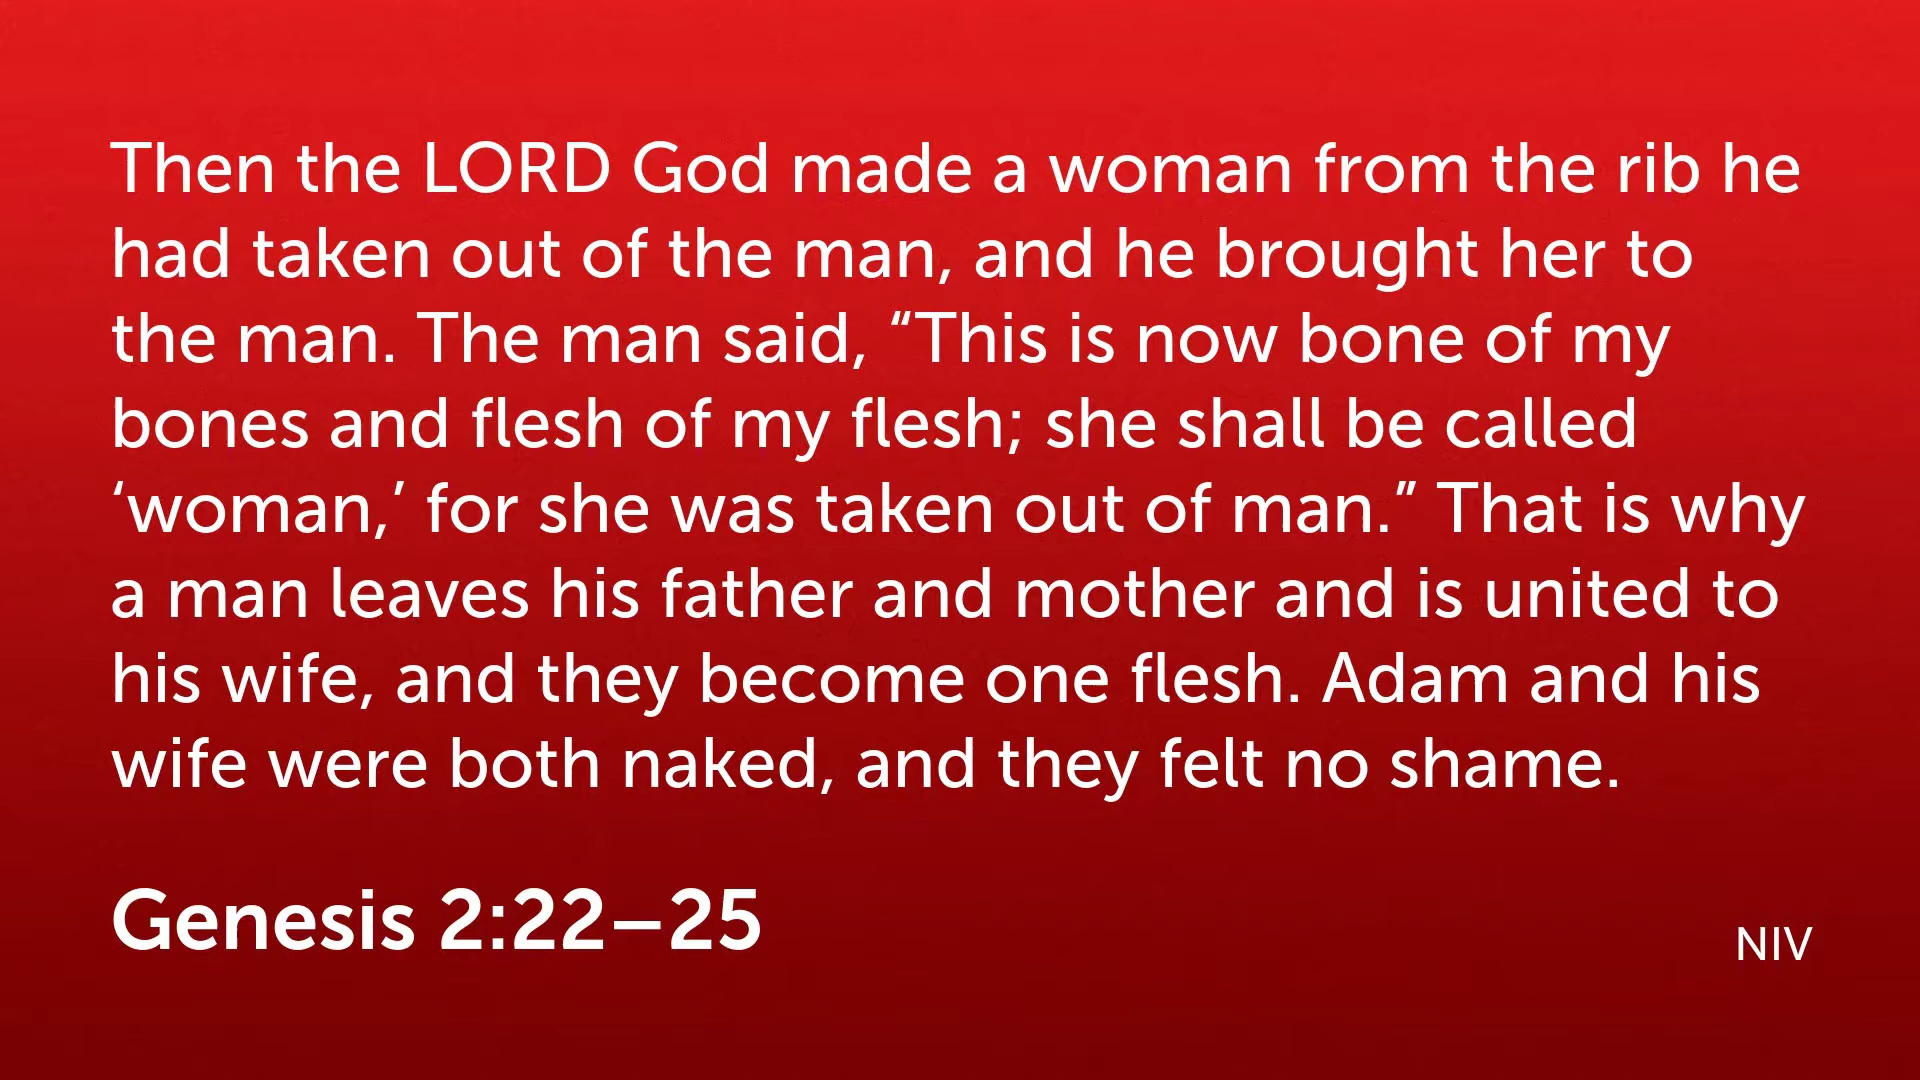 Then the LORD God made a woman from the rib he
had taken out of the man, and he brought her to
the man. The man said, “This is now bone of my
bones and flesh of my flesh; she shall be called
‘woman,’ for she was taken out of man.” That is why
a man leaves his father and mother and is united to
his wife, and they become one flesh. Adam and his
wife were both naked, and they felt no shame.
Genesis 2:22–25
NIV